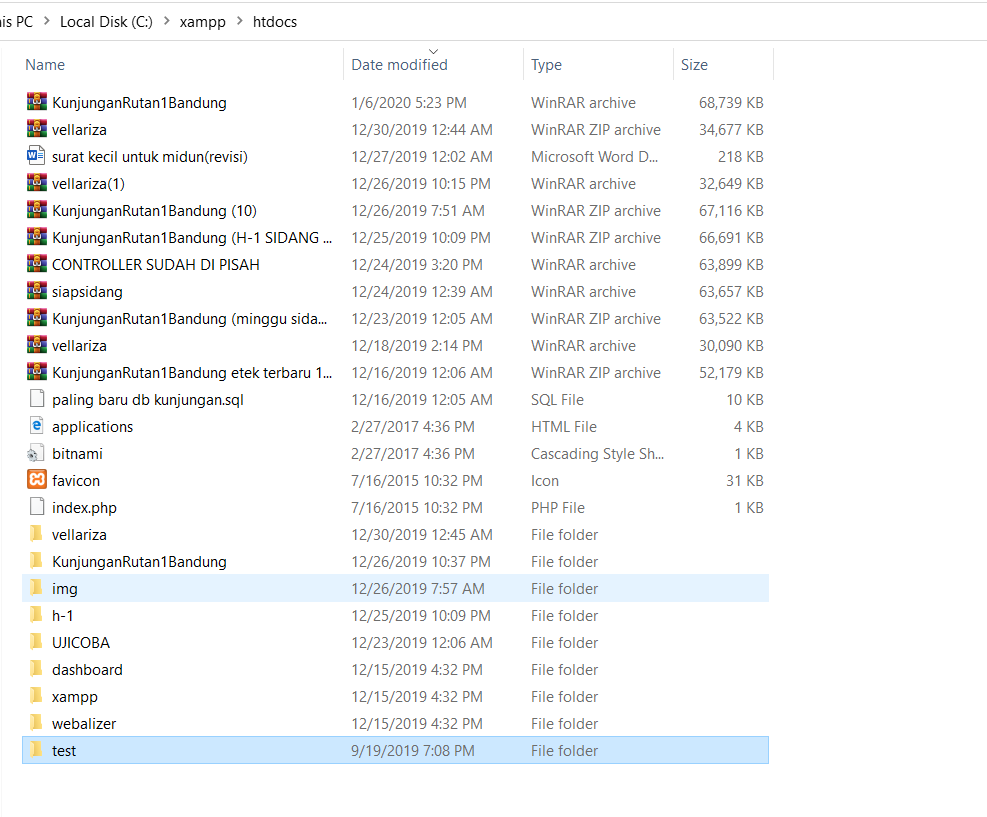 his PC > Local Disk (C:) > xampp > htdocs
Name Date modified Type Size
KunjunganRutan1Bandung 1/6/2020 5:23 PM WinRAR archive 68,739 KB
vellariza 12/30/2019 12:44 AM WinRAR ZIP archive 34,677 KB
surat kecil untuk midun(revisi) 12/27/2019 12:02 AM Microsoft Word D... 218 KB
vellariza(1) 12/26/2019 10:15 PM WinRAR archive 32,649 KB
KunjunganRutan1Bandung (10) 12/26/2019 7:51 AM WinRAR ZIP archive 67,116 KB
KunjunganRutan1Bandung (H-1 SIDANG ... 12/25/2019 10:09 PM WinRAR ZIP archive 66,691 KB
CONTROLLER SUDAH DI PISAH 12/24/2019 3:20 PM WinRAR archive 63,899 KB
siapsidang 12/24/2019 12:39 AM WinRAR archive 63,657 KB
KunjunganRutan1Bandung (minggu sida... 12/23/2019 12:05 AM WinRAR ZIP archive 63,522 KB
vellariza 12/18/2019 2:14 PM WinRAR archive 30,090 KB
KunjunganRutan1Bandung etek terbaru 1... 12/16/2019 12:06 AM WinRAR ZIP archive 52,179 KB
paling baru db kunjungan.sql 12/16/2019 12:05 AM SQL File 10 KB
applications 2/27/2017 4:36 PM HTML File 4 KB
bitnami 2/27/2017 4:36 PM Cascading Style Sh... 1 KB
favicon 7/16/2015 10:32 PM Icon 31 KB
index.php 7/16/2015 10:32 PM PHP File 1 KB
vellariza 12/30/2019 12:45 AM File folder
KunjunganRutan1Bandung 12/26/2019 10:37 PM File folder
img 12/26/2019 7:57 AM File folder
h-1 12/25/2019 10:09 PM File folder
UJICOBA 12/23/2019 12:06 AM File folder
dashboard 12/15/2019 4:32 PM File folder
xampp 12/15/2019 4:32 PM File folder
webalizer 12/15/2019 4:32 PM File folder
test 9/19/2019 7:08 PM File folder